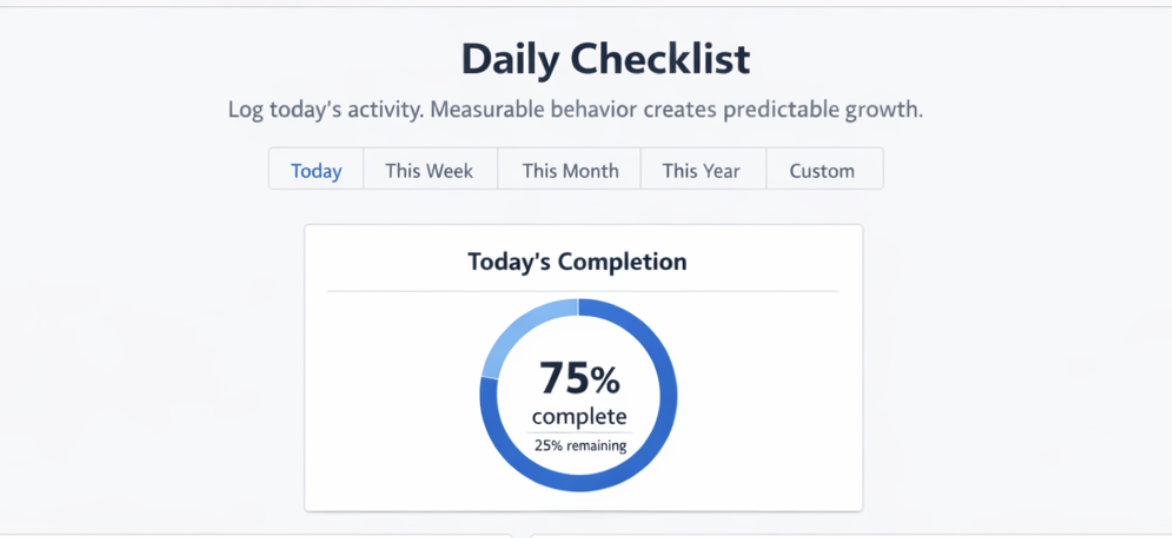 Daily Checklist
Log today's activity. Measurable behavior creates predictable growth.
Today This Week This Month This Year Custom
Today's Completion
75%
complete
25% remaining